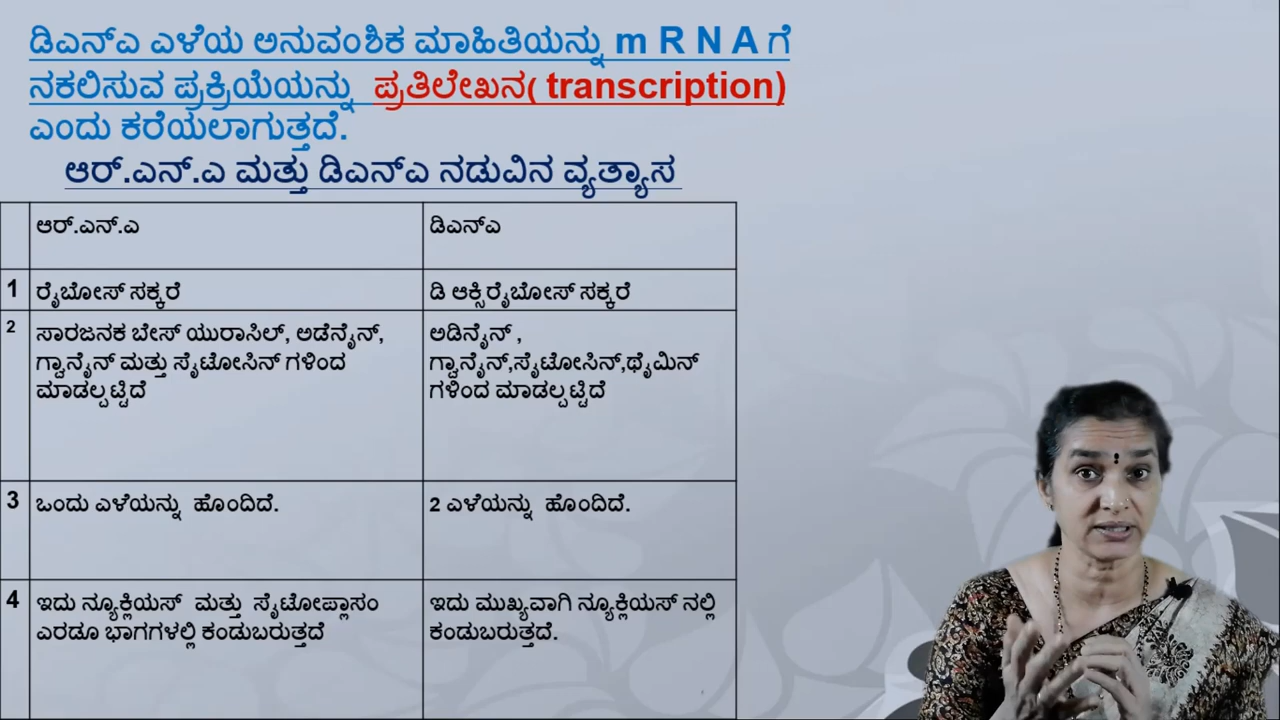 ಡಿಎನ್ಎ ಎಳೆಯ ಅನುವಂಶಿಕ ಮಾಹಿತಿಯನ್ನು m R N A ಗೆ
ನಕಲಿಸುವ ಪ್ರಕ್ರಿಯೆಯನ್ನು ಪ್ರತಿಲೇಖನ( transcription)
ಎಂದು ಕರೆಯಲಾಗುತ್ತದೆ.
ಆರ್.ಎನ್.ಎ ಮತ್ತು ಡಿಎನ್ಎ ನಡುವಿನ ವ್ಯತ್ಯಾಸ
ಆರ್.ಎನ್.ಎ ಡಿಎನ್ಎ
1 ರೈಬೋಸ್ ಸಕ್ಕರೆ ಡಿ ಆಕ್ಸಿರೈಬೋಸ್ ಸಕ್ಕರೆ
2 ಸಾರಜನಕ ಬೇಸ್ ಯುರಾಸಿಲ್, ಅಡೆನೈನ್, ಅಡಿನೈನ್ ,
ಗ್ವಾನೈನ್ ಮತ್ತು ಸೈಟೋಸಿನ್ ಗಳಿಂದ ಗ್ವಾನೈನ್,ಸೈಟೋಸಿನ್,ಥೈಮಿನ್
ಮಾಡಲ್ಪಟ್ಟಿದೆ ಗಳಿಂದ ಮಾಡಲ್ಪಟ್ಟಿದೆ
3 ಒಂದು ಎಳೆಯನ್ನು ಹೊಂದಿದೆ. 2 ಎಳೆಯನ್ನು ಹೊಂದಿದೆ.
4 ಇದು ನ್ಯೂಕ್ಲಿಯಸ್ ಮತ್ತು ಸೈಟೋಪ್ಲಾಸಂ ಇದು ಮುಖ್ಯವಾಗಿ ನ್ಯೂಕ್ಲಿಯಸ್ ನಲ್ಲಿ
ಎರಡೂ ಭಾಗಗಳಲ್ಲಿ ಕಂಡುಬರುತ್ತದೆ ಕಂಡುಬರುತ್ತದೆ.